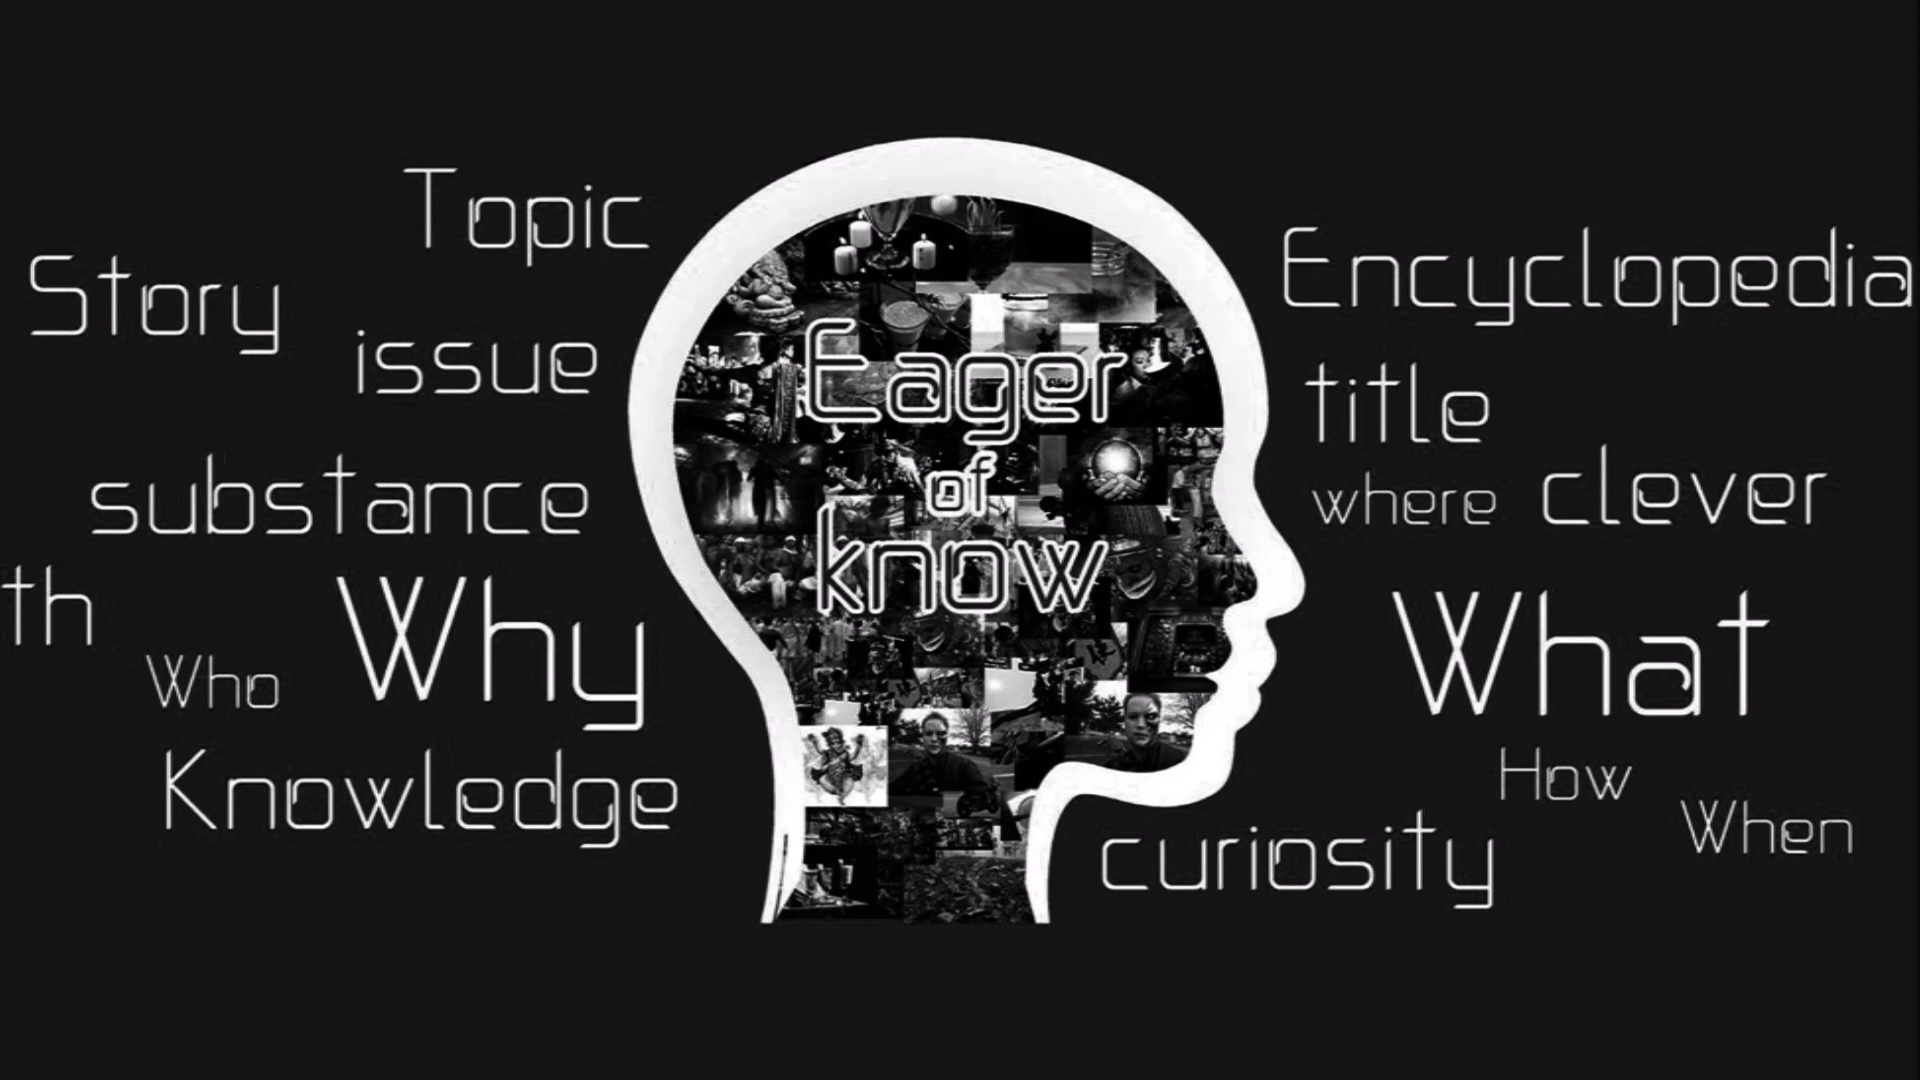 Topic
Story
issue
substance
th
Why
Who
Knowledge
Eager
of
know
Encyclopedia
title
where clever
What
How
When
curiosity